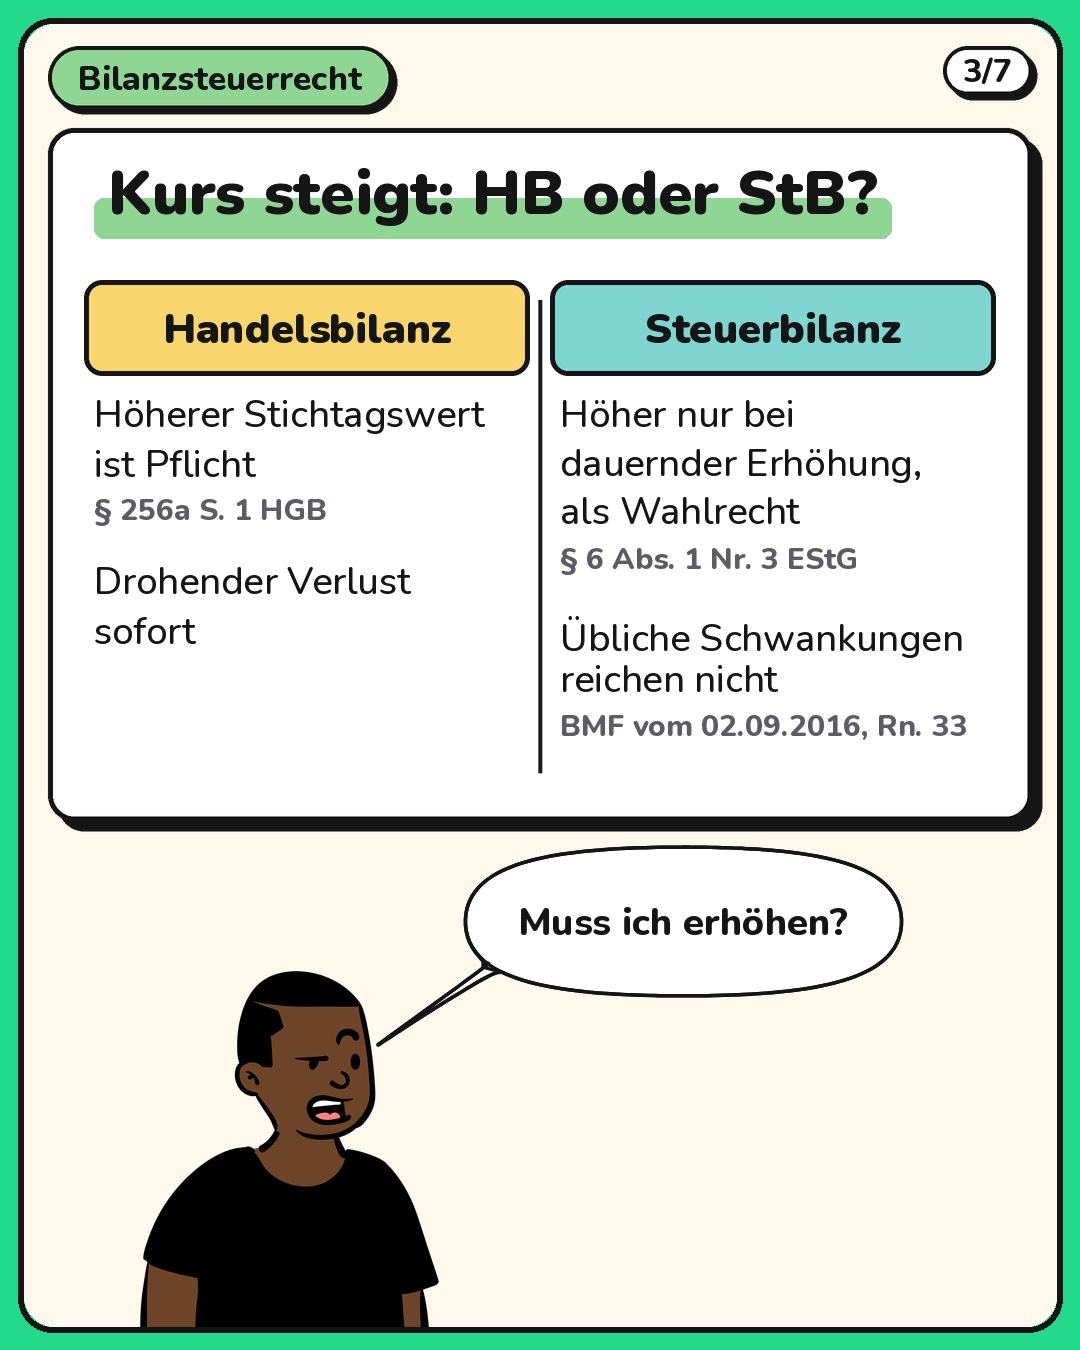 Bilanzsteuerrecht
3/7
Kurs steigt: HB oder StB?
Handelsbilanz
Höherer Stichtagswert
ist Pflicht
§ 256a S. 1 HGB
Drohender Verlust
sofort
Steuerbilanz
Höher nur bei
dauernder Erhöhung,
als Wahlrecht
§ 6 Abs. 1 Nr. 3 EStG
Übliche Schwankungen
reichen nicht
BMF vom 02.09.2016, Rn. 33
Muss ich erhöhen?